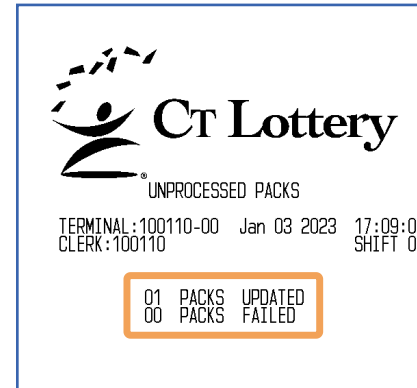 CT Lottery
®
UNPROCESSED PACKS
TERMINAL:100110-00 Jan 03 2023 17:09:0
CLERK:100110 SHIFT 0
01 PACKS UPDATED
00 PACKS FAILED